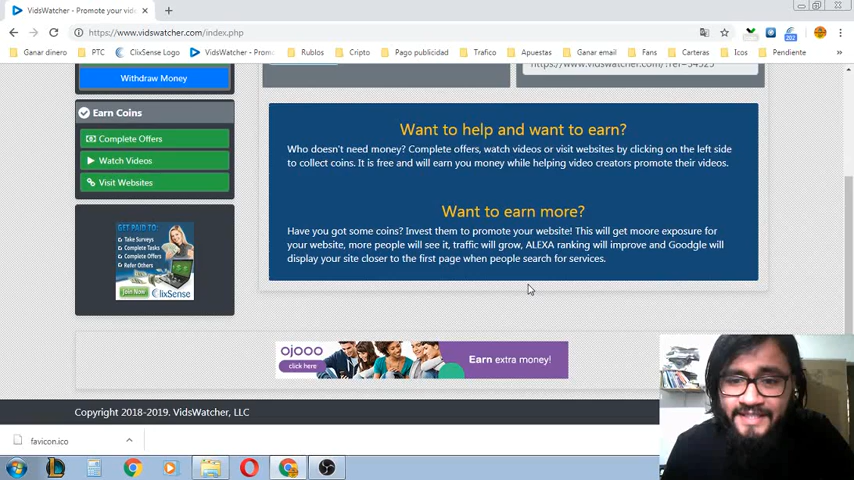 VidsWatcher - Promote your vide
https://www.vidswatcher.com/index.php
Ganar dinero
PTC
ClixSense Logo
VidsWatcher - Prom
Rublos
Cripto
Pago publicidad
Trafico
Apuestas
Ganar email
Fans
Carteras
Icos
Pendiente
202
Withdraw Money
https://www.vidswatcher.com/?ref=34525
Earn Coins
Complete Offers
Watch Videos
Visit Websites
Want to help and want to earn?
Who doesn't need money? Complete offers, watch videos or visit websites by clicking on the left side
to collect coins. It is free and will earn you money while helping video creators promote their videos.
Want to earn more?
Have you got some coins? Invest them to promote your website! This will get moore exposure for
your website, more people will see it, traffic will grow, ALEXA ranking will improve and Goodgle will
display your site closer to the first page when people search for services.
GET PAID TO:
Take Surveys
Complete Tasks
Complete Offers
Refer Others
Join Now
ClixSense
ojooo
click here
Earn extra money!
Copyright 2018-2019. VidsWatcher, LLC
favicon.ico